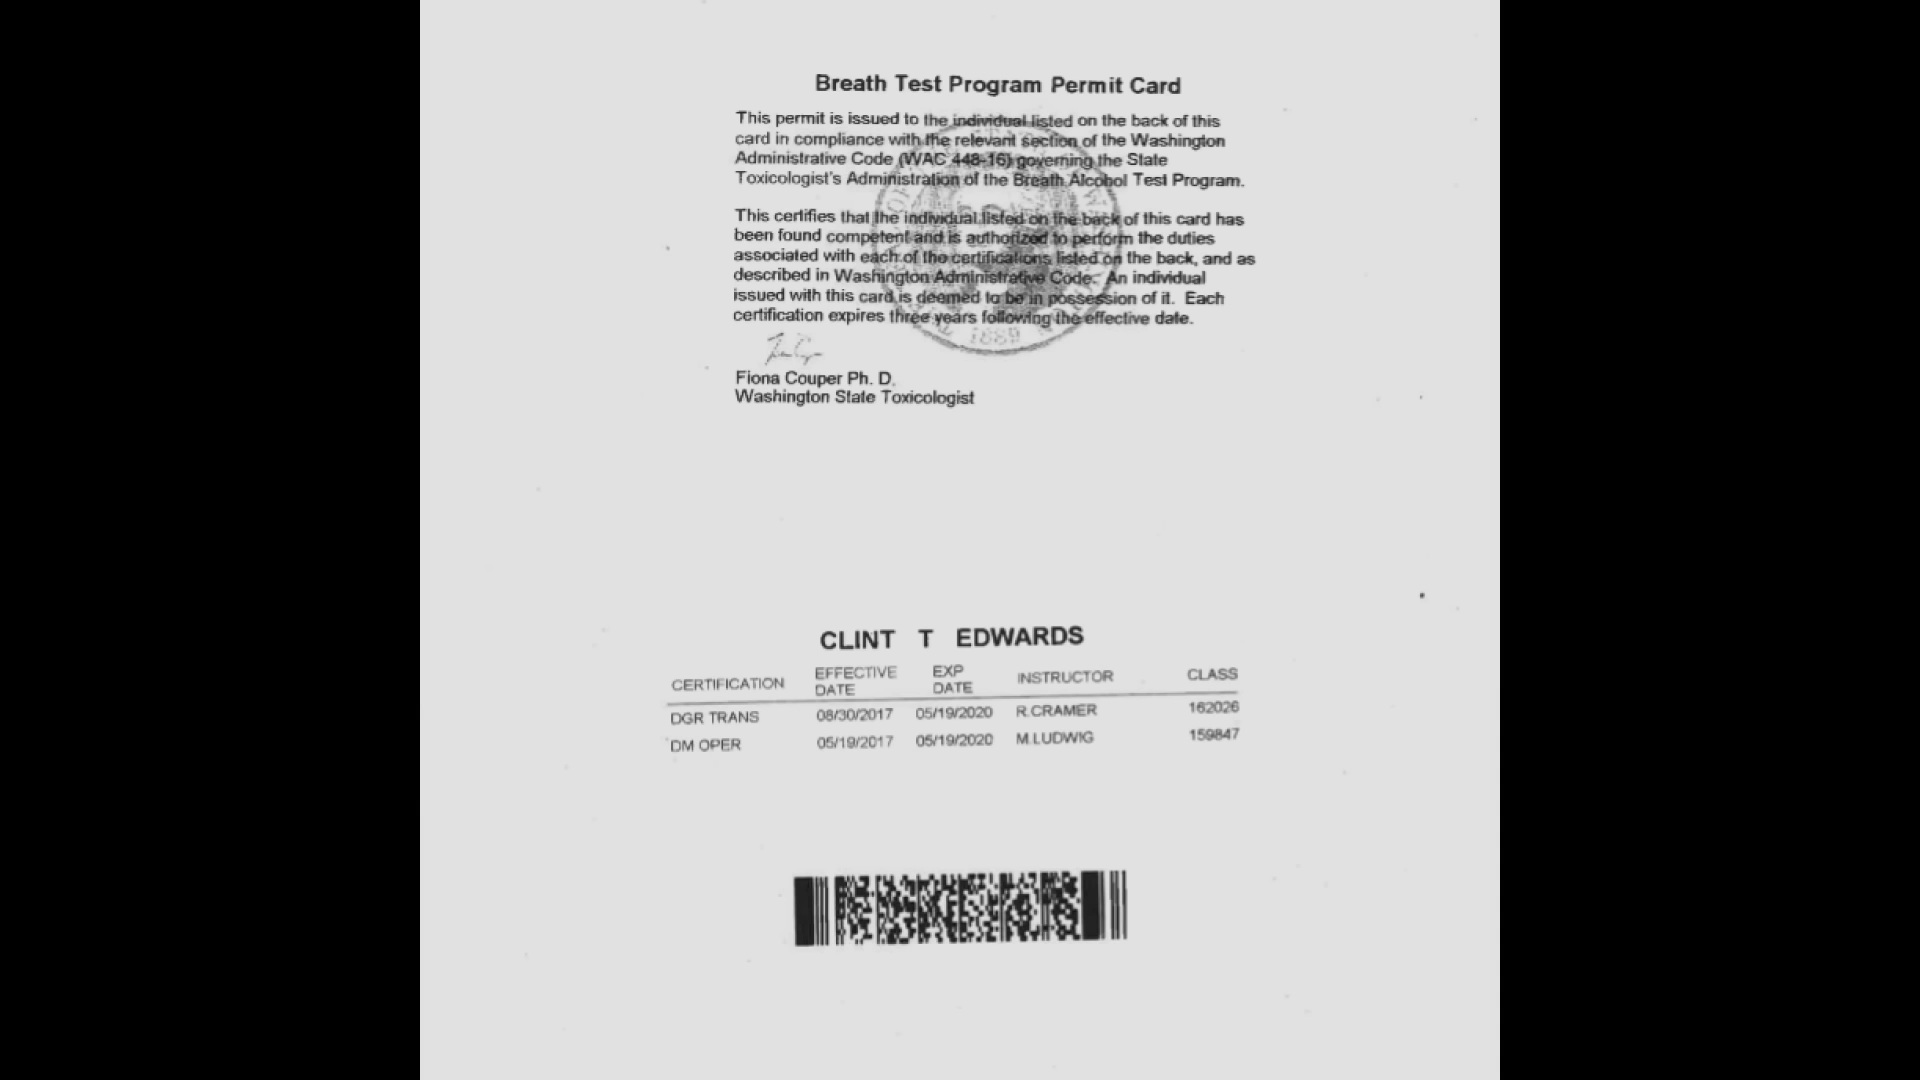 Breath Test Program Permit Card
This permit is issued to the individual listed on the back of this
card in compliance with the relevant section of the Washington
Administrative Code (WAC 448-16) governing the State
Toxicologist's Administration of the Breath Alcohol Test Program.
This certifies that the individual listed on the back of this card has
been found competent and is authorized to perform the duties
associated with each of the certifications listed on the back, and as
described in Washington Administrative Code. An individual
issued with this card is deemed to be in possession of it. Each
certification expires three years following the effective date.
1889
Fiona Couper Ph. D.
Washington State Toxicologist
CLINT T EDWARDS
CERTIFICATION EFFECTIVE DATE EXP DATE INSTRUCTOR CLASS
DGR TRANS 08/30/2017 05/19/2020 R.CRAMER 162026
DM OPER 05/19/2017 05/19/2020 M.LUDWIG 159847